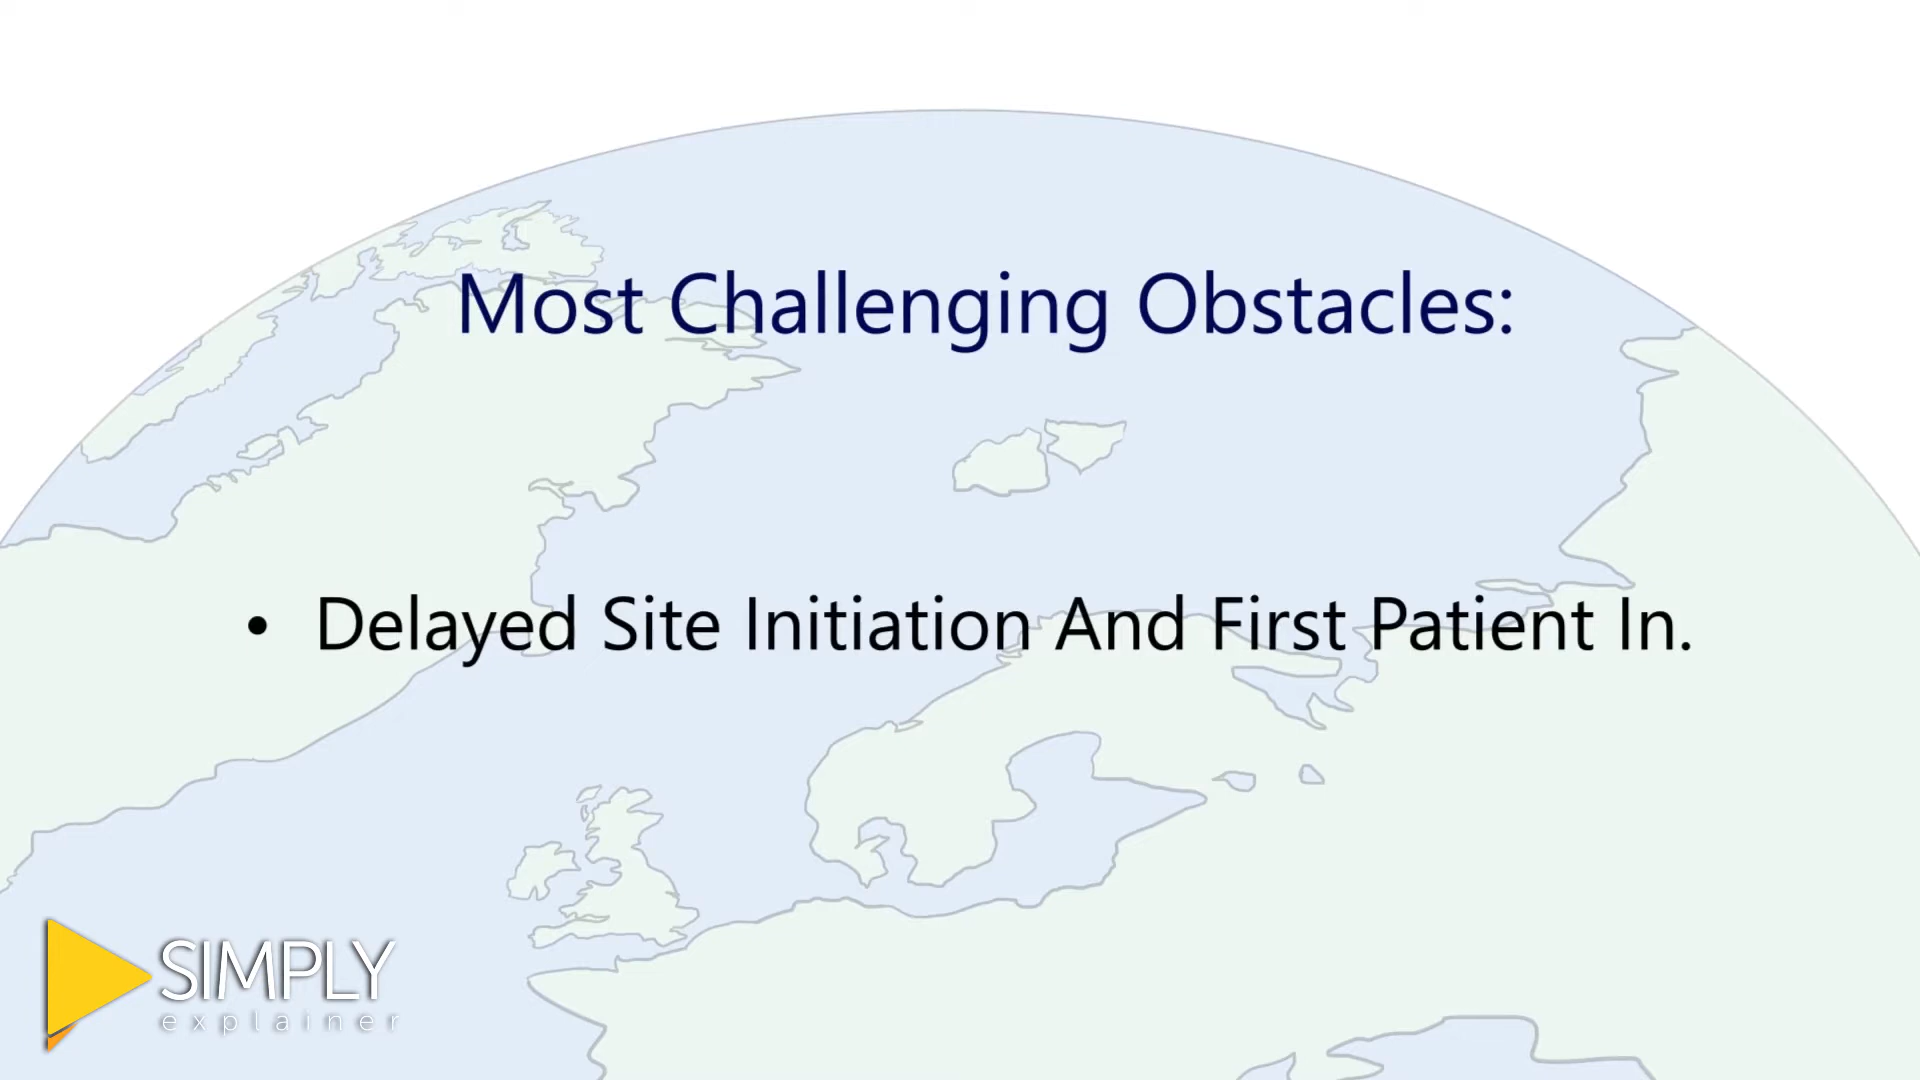 Most Challenging Obstacles:
• Delayed Site Initiation And First Patient In.
SIMPLY
explainer